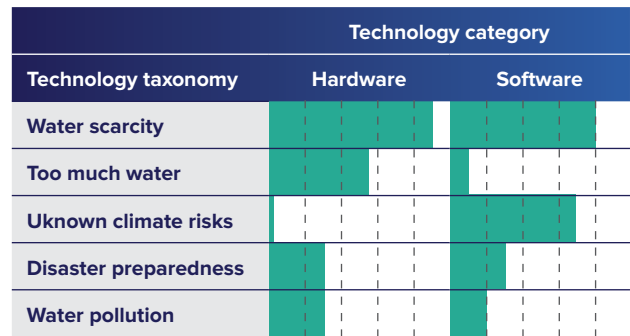 Technology category
Technology taxonomy Hardware Software
Water scarcity
Too much water
Uknown climate risks
Disaster preparedness
Water pollution